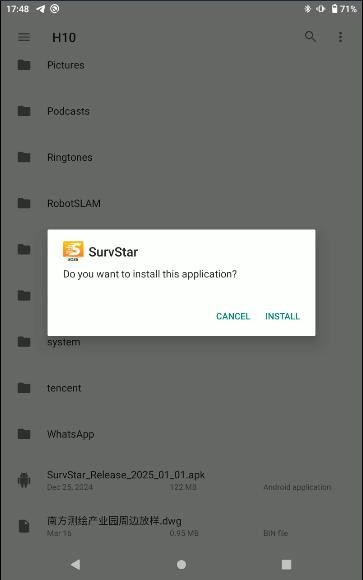 17:48
71%
H10
Pictures
Podcasts
Ringtones
RobotSLAM
S
2025
SurvStar
Do you want to install this application?
CANCEL
INSTALL
system
tencent
WhatsApp
SurvStar_Release_2025_01_01.apk
Dec 25, 2024
122 MB
Android application
南方测绘产业园周边放样.dwg
Mar 16
0.95 MB
BIN file